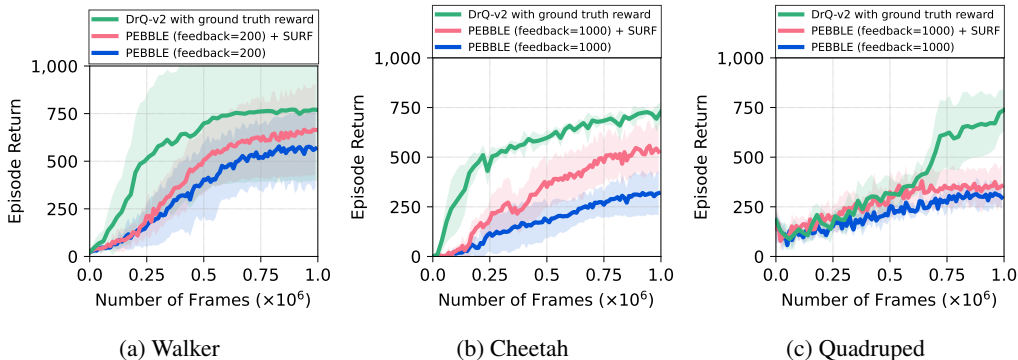 DrQ-v2 with ground truth reward
PEBBLE (feedback=200) + SURF
PEBBLE (feedback=200)
1,000
750
500
250
0
Episode Return
0.0 0.25 0.5 0.75 1.0
Number of Frames (×10⁶)
(a) Walker
DrQ-v2 with ground truth reward
PEBBLE (feedback=1000) + SURF
PEBBLE (feedback=1000)
1,000
750
500
250
0
Episode Return
0.0 0.25 0.5 0.75 1.0
Number of Frames (×10⁶)
(b) Cheetah
DrQ-v2 with ground truth reward
PEBBLE (feedback=1000) + SURF
PEBBLE (feedback=1000)
1,000
750
500
250
0
Episode Return
0.0 0.25 0.5 0.75 1.0
Number of Frames (×10⁶)
(c) Quadruped